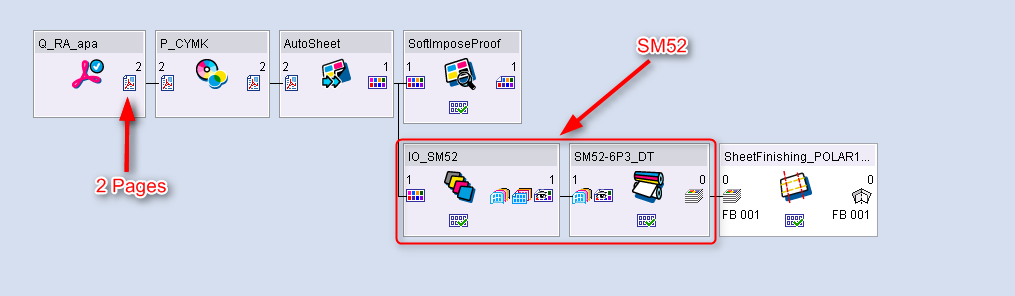 SM52
Q_RA_apa
P_CYMK
AutoSheet
SoftImposeProof
2
2
2
2
1
1
1
2 Pages
IO_SM52
SM52-6P3_DT
SheetFinishing_POLAR1...
1
1
1
0
0
0
FB 001
FB 001